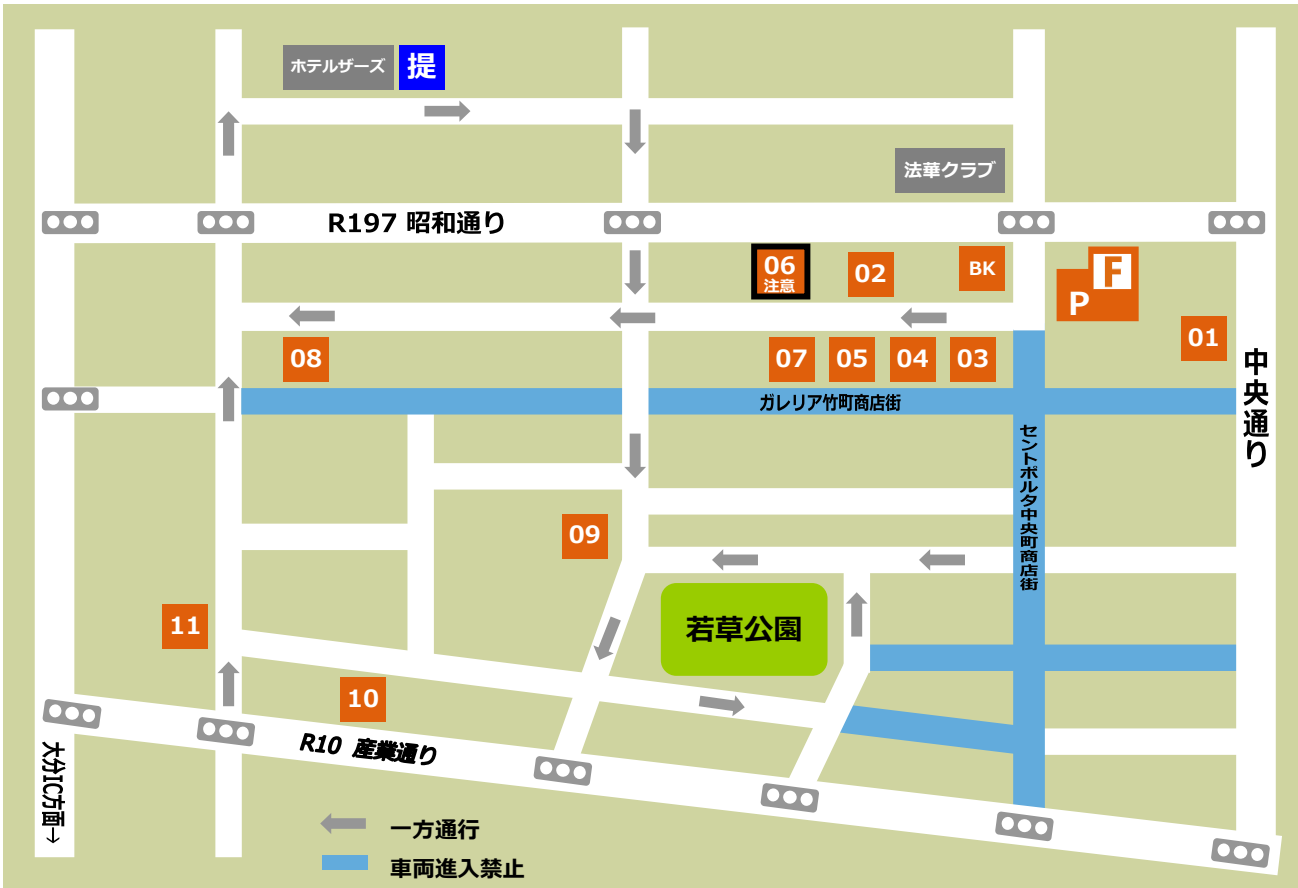 ホテルザーズ
提
法華クラブ
R197 昭和通り
06
注意
02
BK
F
P
01
08
07
05
04
03
中央通り
ガレリア竹町商店街
セントポルタ中央町商店街
09
若草公園
11
10
R10 産業通り
大分IC方面→
一方通行
車両進入禁止